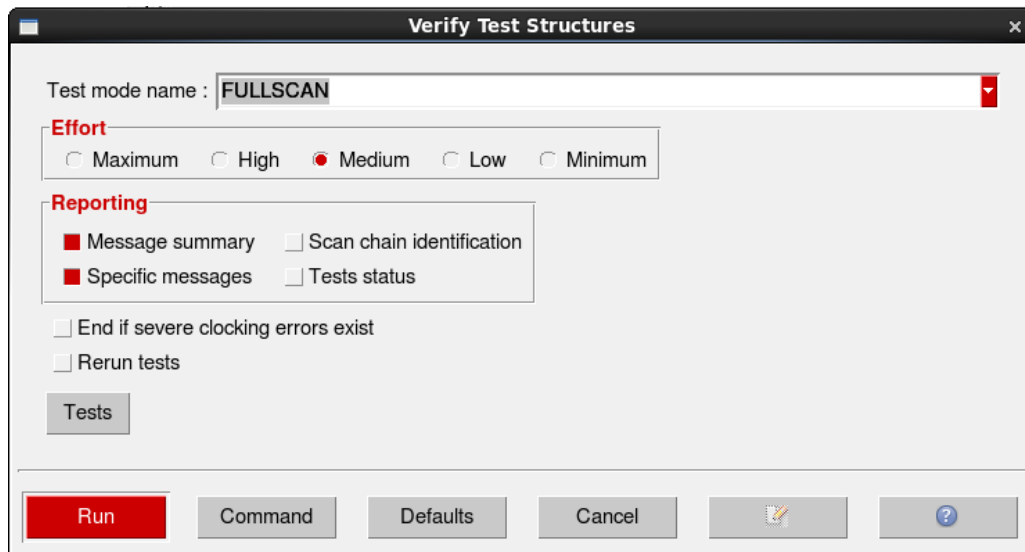 Verify Test Structures
Test mode name : FULLSCAN
Effort
Maximum High Medium Low Minimum
Reporting
Message summary Scan chain identification
Specific messages Tests status
End if severe clocking errors exist
Rerun tests
Tests
Run Command Defaults Cancel